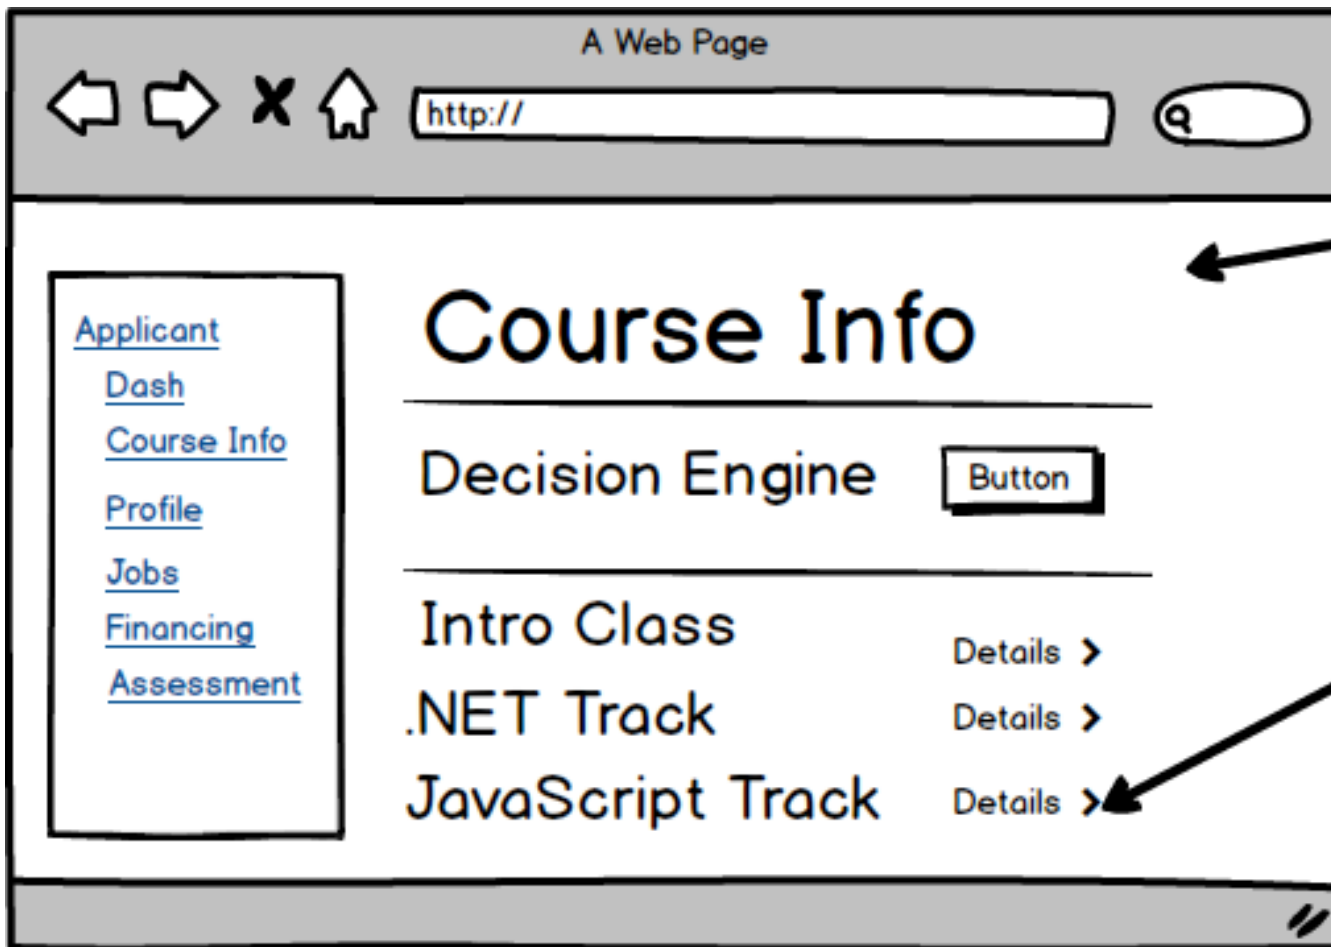 A Web Page
http://
Applicant
Dash
Course Info
Profile
Jobs
Financing
Assessment
Course Info
Decision Engine
Button
Intro Class
Details
.NET Track
Details
JavaScript Track
Details